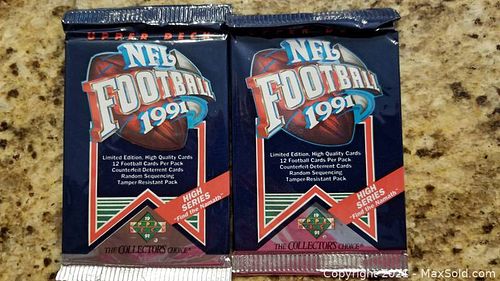 UPPER DECK
NFL
FOOTBALL
1991
Limited Edition, High Quality Cards
12 Football Cards Per Pack
Counterfeit Deterrent Cards
Random Sequencing
Tamper-Resistant Pack
HIGH
SERIES
"Find the Namath"
THE COLLECTOR'S CHOICE
NFL
FOOTBALL
1991
Limited Edition, High Quality Cards
12 Football Cards Per Pack
Counterfeit Deterrent Cards
Random Sequencing
Tamper-Resistant Pack
HIGH
SERIES
"Find the Namath"
THE COLLECTOR'S CHOICE
Copyright 2021 - MaxSold.com